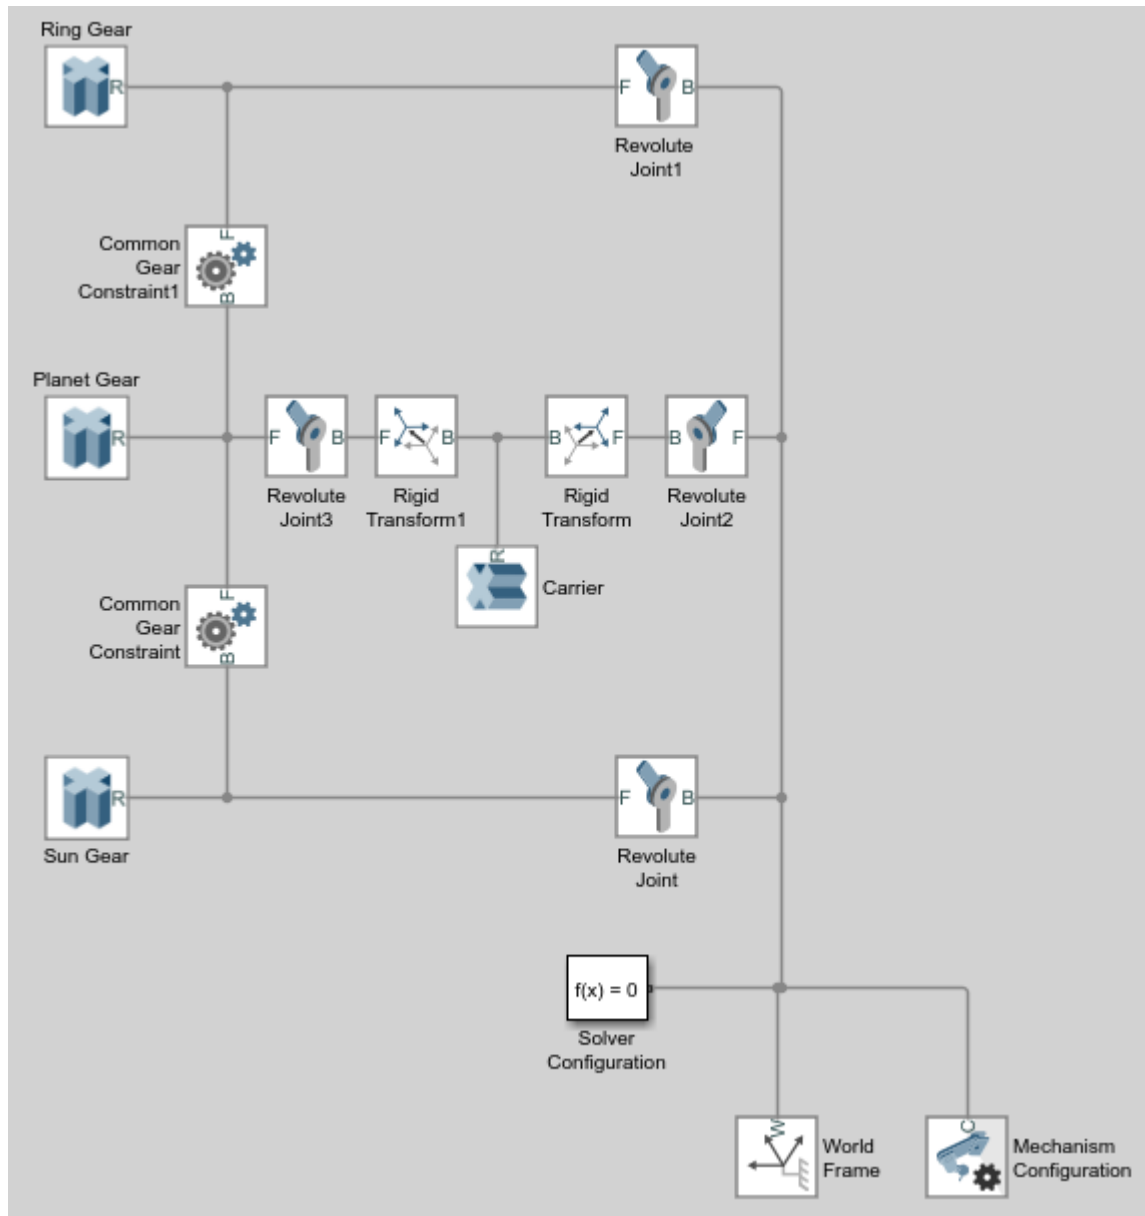 Ring Gear
R
F
B
Revolute
Joint1
F
Common
Gear
Constraint1
B
Planet Gear
R
F
B
F
B
B
F
B
F
Revolute
Joint3
Rigid
Transform1
Rigid
Transform
Revolute
Joint2
R
Carrier
F
Common
Gear
Constraint
B
R
F
B
Sun Gear
Revolute
Joint
f(x) = 0
Solver
Configuration
W
World
Frame
C
Mechanism
Configuration